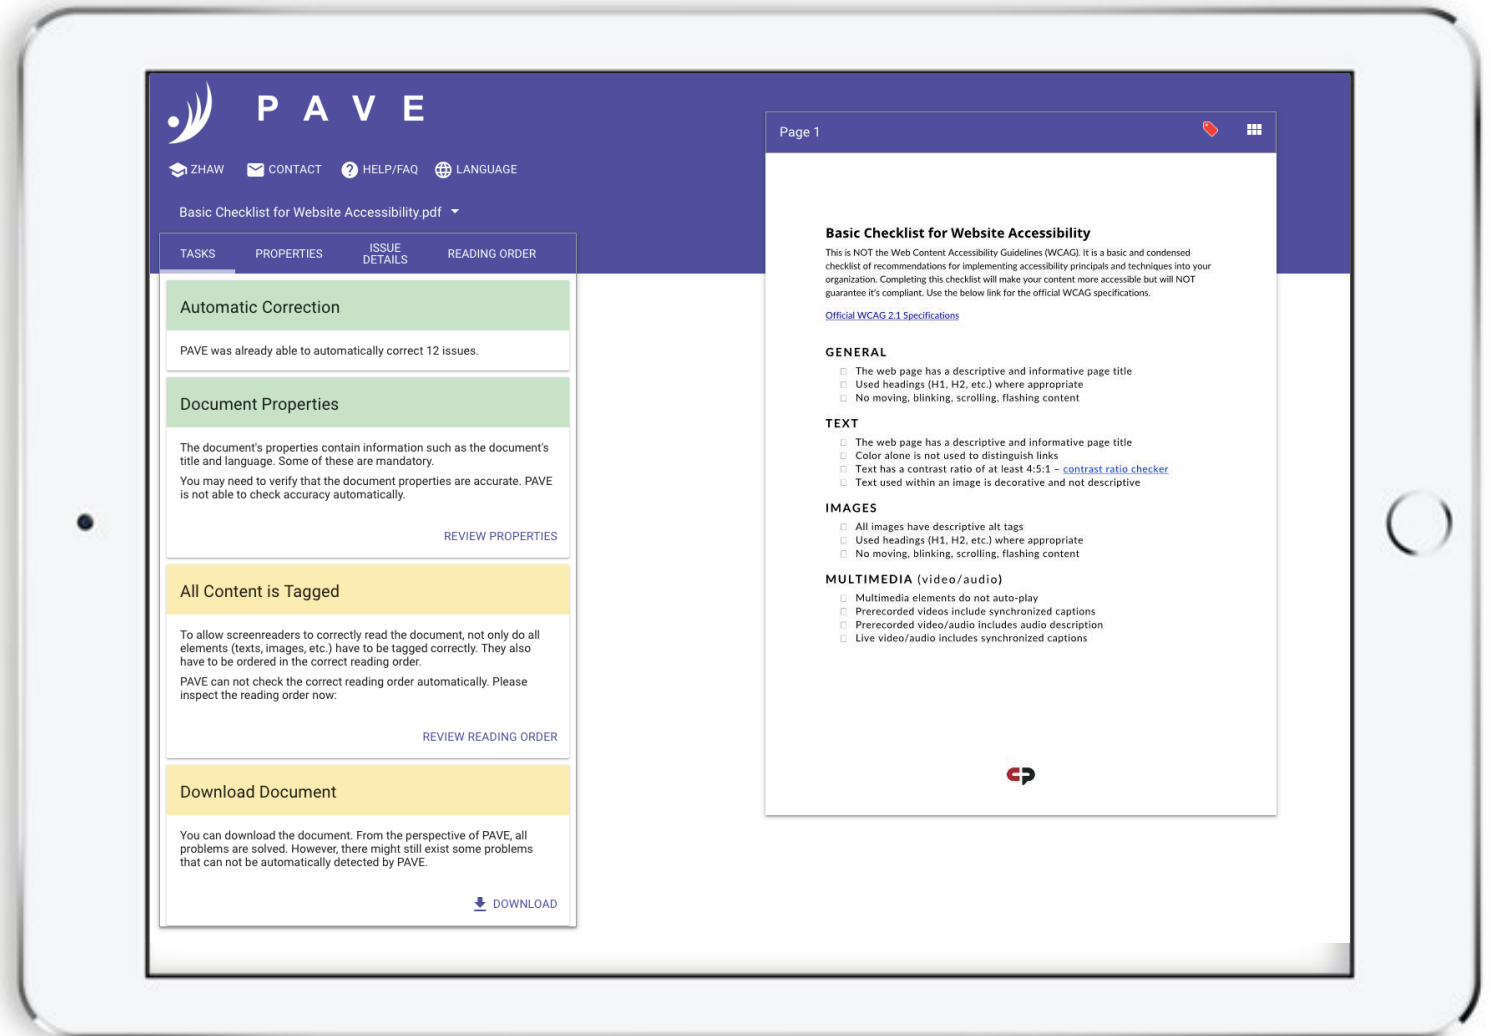 PAVE
ZHAW CONTACT HELP/FAQ LANGUAGE
Basic Checklist for Website Accessibility.pdf
TASKS PROPERTIES ISSUE DETAILS READING ORDER
Automatic Correction
PAVE was already able to automatically correct 12 issues.
Document Properties
The document's properties contain information such as the document's
title and language. Some of these are mandatory.
You may need to verify that the document properties are accurate. PAVE
is not able to check accuracy automatically.
REVIEW PROPERTIES
All Content is Tagged
To allow screenreaders to correctly read the document, not only do all
elements (texts, images, etc.) have to be tagged correctly. They also
have to be ordered in the correct reading order.
PAVE can not check the correct reading order automatically. Please
inspect the reading order now:
REVIEW READING ORDER
Download Document
You can download the document. From the perspective of PAVE, all
problems are solved. However, there might still exist some problems
that can not be automatically detected by PAVE.
DOWNLOAD
Page 1
Basic Checklist for Website Accessibility
This is NOT the Web Content Accessibility Guidelines (WCAG). It is a basic and condensed
checklist of recommendations for implementing accessibility principals and techniques into your
organization. Completing this checklist will make your content more accessible but will NOT
guarantee it's compliant. Use the below link for the official WCAG specifications.
Official WCAG 2.1 Specifications
GENERAL
The web page has a descriptive and informative page title
Used headings (H1, H2, etc.) where appropriate
No moving, blinking, scrolling, flashing content
TEXT
The web page has a descriptive and informative page title
Color alone is not used to distinguish links
Text has a contrast ratio of at least 4:5:1 – contrast ratio checker
Text used within an image is decorative and not descriptive
IMAGES
All images have descriptive alt tags
Used headings (H1, H2, etc.) where appropriate
No moving, blinking, scrolling, flashing content
MULTIMEDIA (video/audio)
Multimedia elements do not auto-play
Prerecorded videos include synchronized captions
Prerecorded video/audio includes audio description
Live video/audio includes synchronized captions
CP